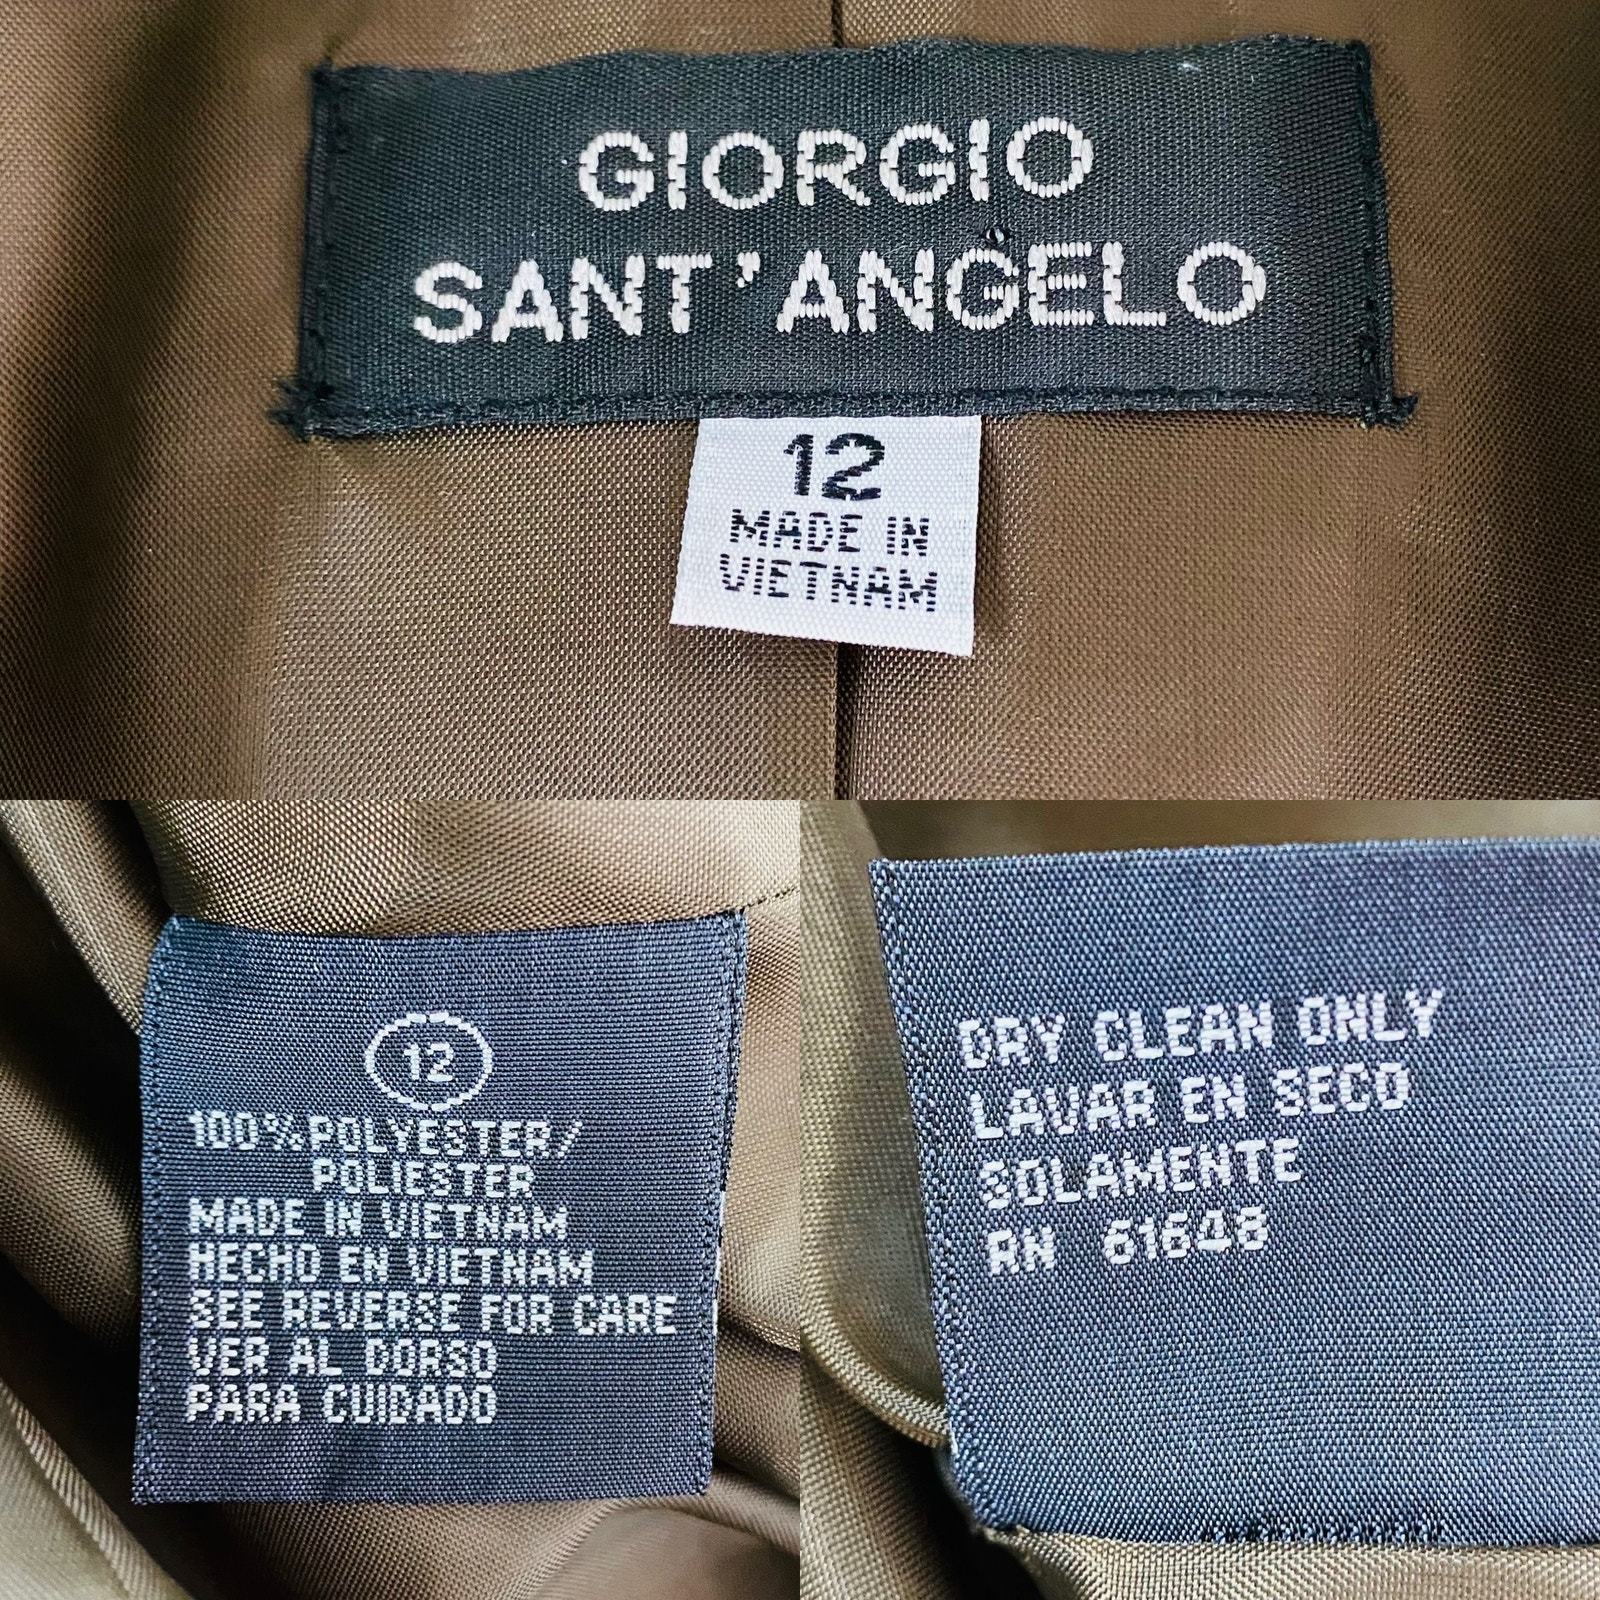 GIORGIO
SANT'ANGELO
12
MADE IN
VIETNAM
12
100%POLYESTER/
POLIESTER
MADE IN VIETNAM
HECHO EN VIETNAM
SEE REVERSE FOR CARE
VER AL DORSO
PARA CUIDADO
DRY CLEAN ONLY
LAVAR EN SECO
SOLAMENTE
RN 61648